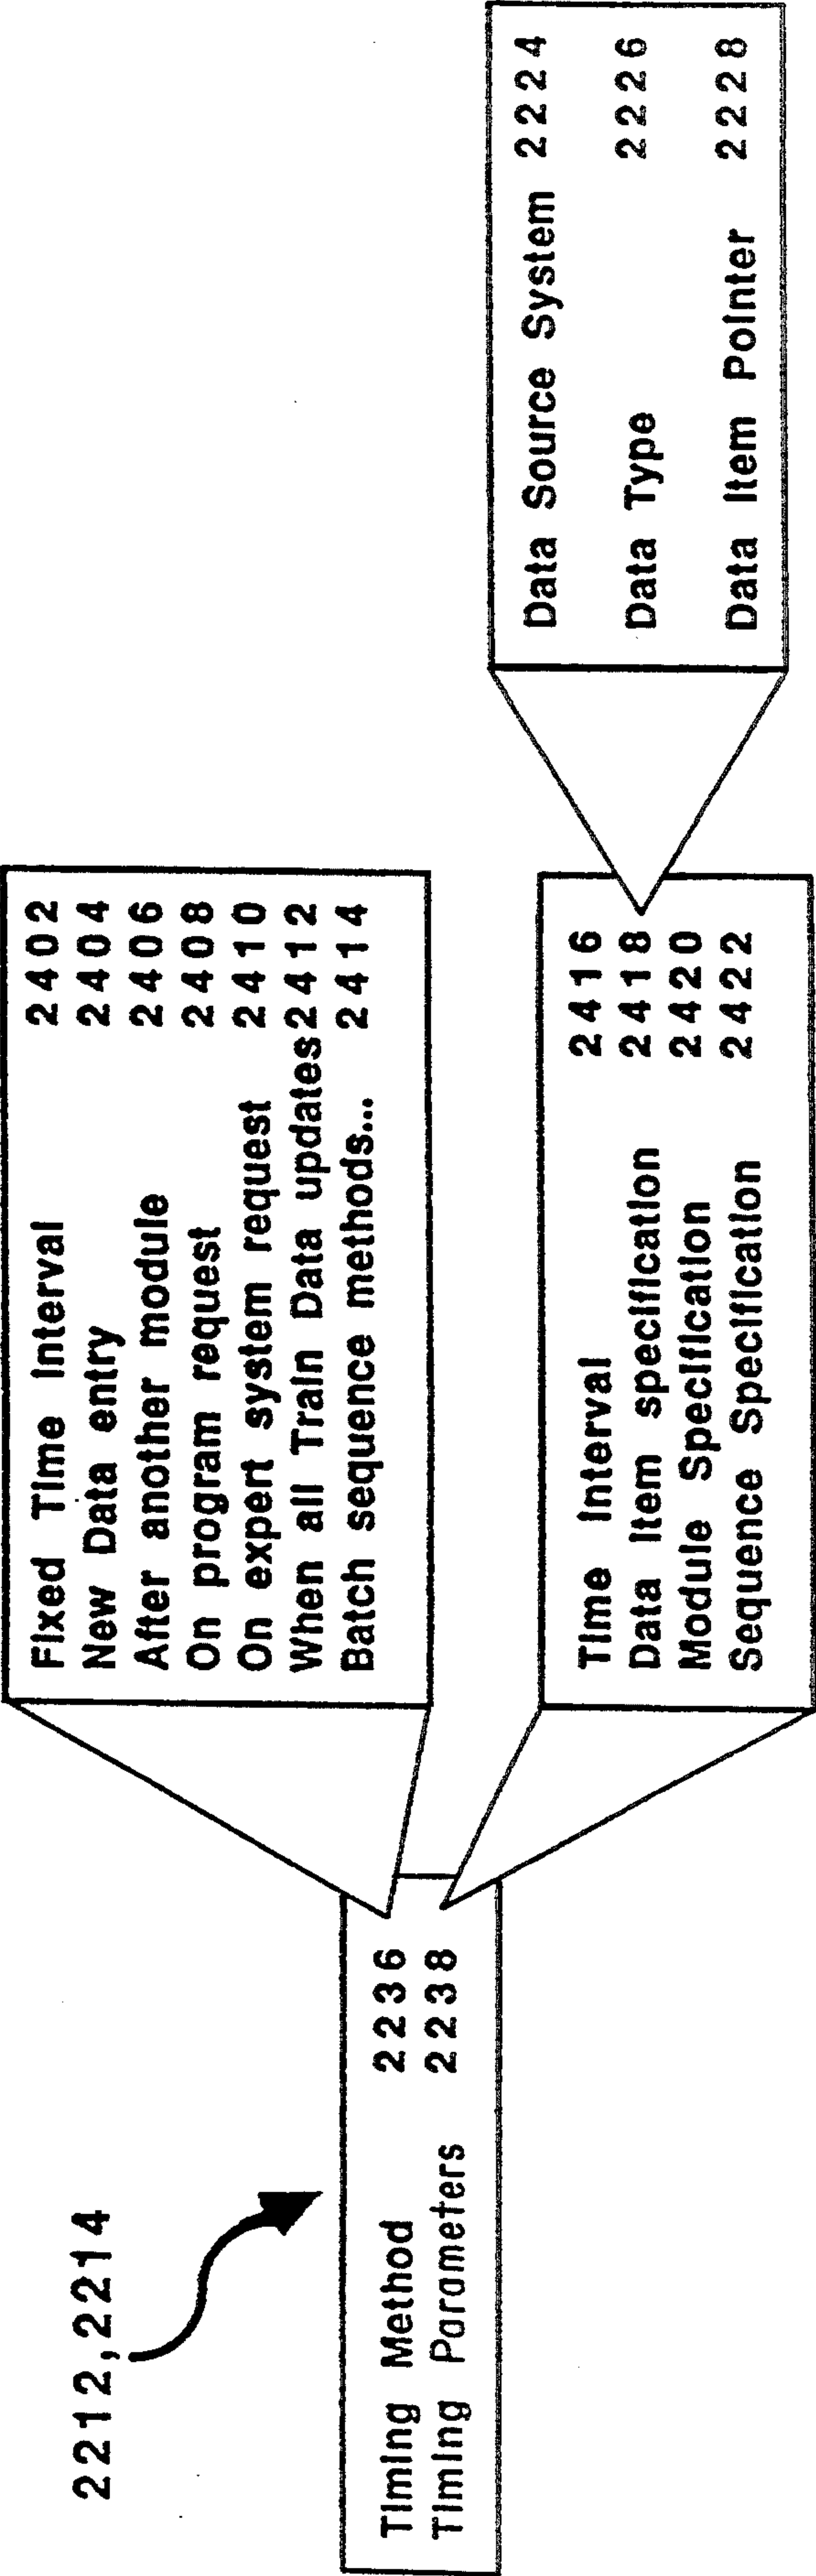 2212,2214
Timing Method 2236
Timing Parameters 2238
Fixed Time Interval 2402
New Data entry 2404
After another module 2406
On program request 2408
On expert system request 2410
When all Train Data updates 2412
Batch sequence methods... 2414
Time Interval 2416
Data Item specification 2418
Module Specification 2420
Sequence Specification 2422
Data Source System 2224
Data Type 2226
Data Item Pointer 2228